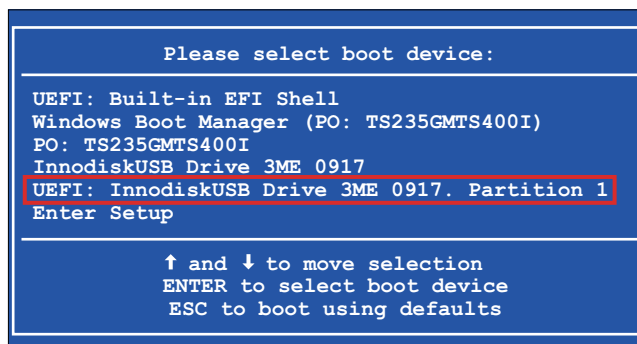 Please select boot device:
UEFI: Built-in EFI Shell
Windows Boot Manager (PO: TS235GMTS400I)
PO: TS235GMTS400I
InnodiskUSB Drive 3ME 0917
UEFI: InnodiskUSB Drive 3ME 0917. Partition 1
Enter Setup
↑ and ↓ to move selection
ENTER to select boot device
ESC to boot using defaults